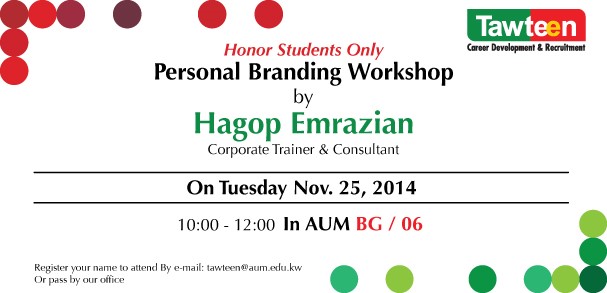 Tawteen
Career Development & Recruitment
Honor Students Only
Personal Branding Workshop
by
Hagop Emrazian
Corporate Trainer & Consultant
On Tuesday Nov. 25, 2014
10:00 - 12:00 In AUM BG / 06
Register your name to attend By e-mail: tawteen@aum.edu.kw
Or pass by our office